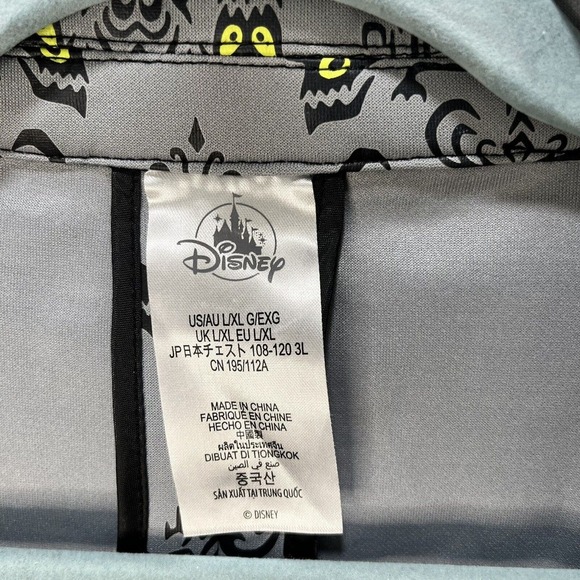 Disney
US/AU L/XL G/EXG
UK L/XL EU L/XL
JP日本チェスト 108-120 3L
CN 195/112A
MADE IN CHINA
FABRIQUÉ EN CHINE
HECHO EN CHINA
中國製
ผลิตในประเทศจีน
DIBUAT DI TIONGKOK
صنع في الصين
중국산
SẢN XUẤT TẠI TRUNG QUỐC
© DISNEY